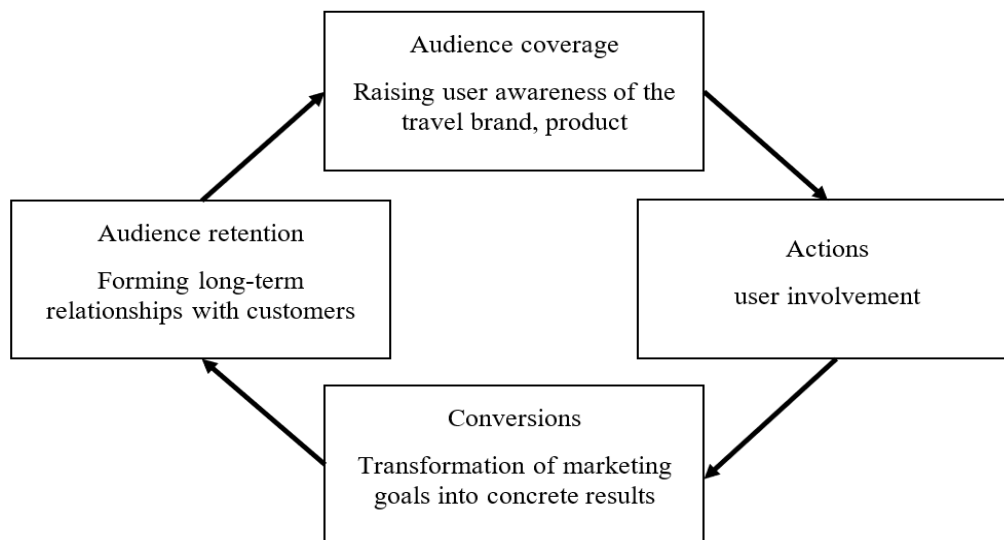 Audience coverage
Raising user awareness of the
travel brand, product
Audience retention
Forming long-term
relationships with customers
Actions
user involvement
Conversions
Transformation of marketing
goals into concrete results